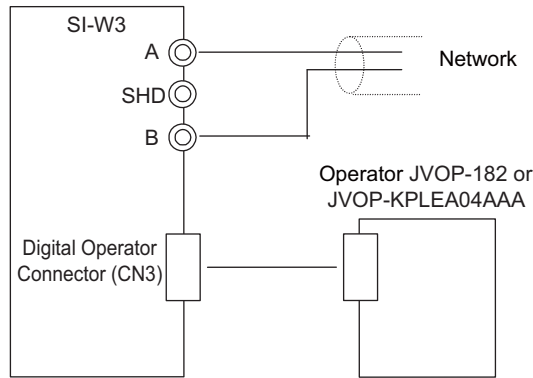 SI-W3
A
Network
SHD
B
Operator JVOP-182 or
JVOP-KPLEA04AAA
Digital Operator
Connector (CN3)